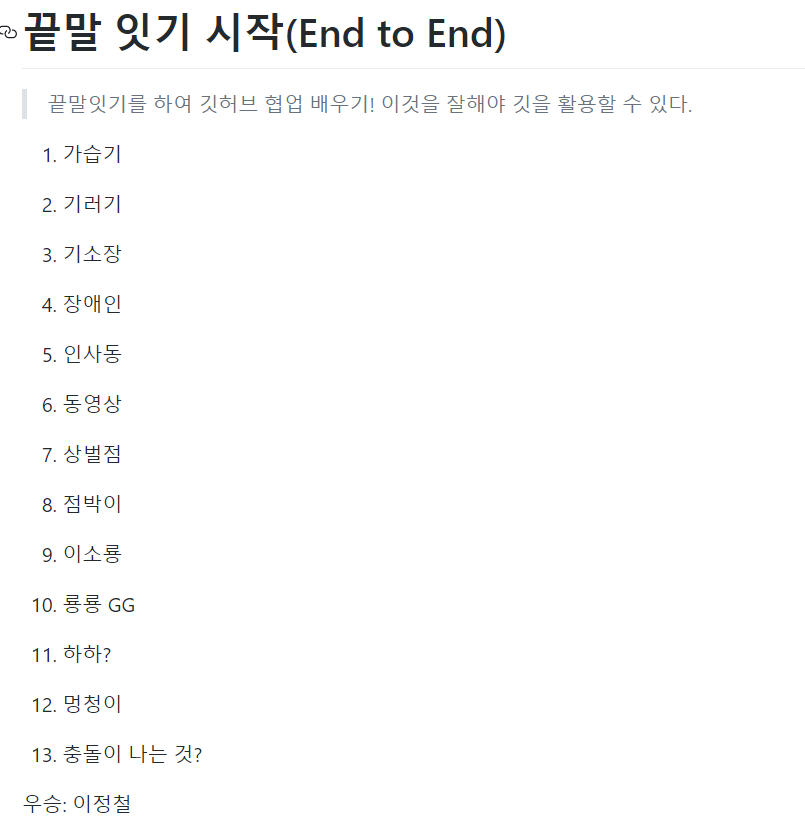 끝말 잇기 시작(End to End)
끝말잇기를 하여 깃허브 협업 배우기! 이것을 잘해야 깃을 활용할 수 있다.
1. 가습기
2. 기러기
3. 기소장
4. 장애인
5. 인사동
6. 동영상
7. 상벌점
8. 점박이
9. 이소룡
10. 룡룡 GG
11. 하하?
12. 멍청이
13. 충돌이 나는 것?
우승: 이정철